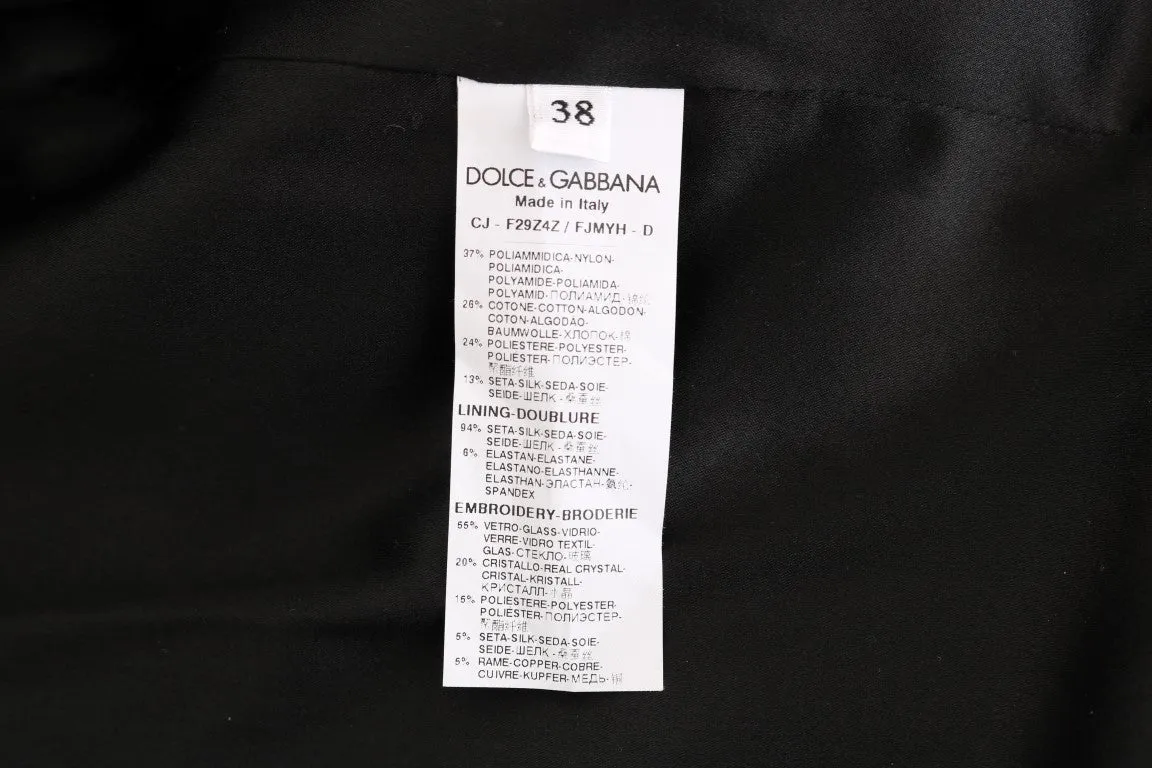 38
DOLCE & GABBANA
Made in Italy
CJ - F29Z4Z / FJMYH - D
37% POLIAMMIDICA-NYLON-
POLIAMIDICA-
POLYAMIDE-POLIAMIDA-
POLYAMID-ПОЛИАМИД-锦纶
26% COTONE-COTTON-ALGODON-
COTON-ALGODAO-
BAUMWOLLE-ХЛОПОК-棉
24% POLIESTERE-POLYESTER-
POLIESTER-ПОЛИЭСТЕР-
聚酯纤维
13% SETA-SILK-SEDA-SOIE-
SEIDE-ШЕЛК - 桑蚕丝
LINING-DOUBLURE
94% SETA-SILK-SEDA-SOIE-
SEIDE-ШЕЛК - 桑蚕丝
6% ELASTAN-ELASTANE-
ELASTANO-ELASTHANNE-
ELASTHAN-ЭЛАСТАН-氨纶-
SPANDEX
EMBROIDERY-BRODERIE
55% VETRO-GLASS-VIDRIO-
VERRE-VIDRO TEXTIL-
GLAS-СТЕКЛО-玻璃
20% CRISTALLO-REAL CRYSTAL-
CRISTAL-KRISTALL-
КРИСТАЛЛ-水晶
15% POLIESTERE-POLYESTER-
POLIESTER-ПОЛИЭСТЕР-
聚酯纤维
5% SETA-SILK-SEDA-SOIE-
SEIDE-ШЕЛК - 桑蚕丝
5% RAME-COPPER-COBRE-
CUIVRE-KUPFER-МЕДЬ-铜